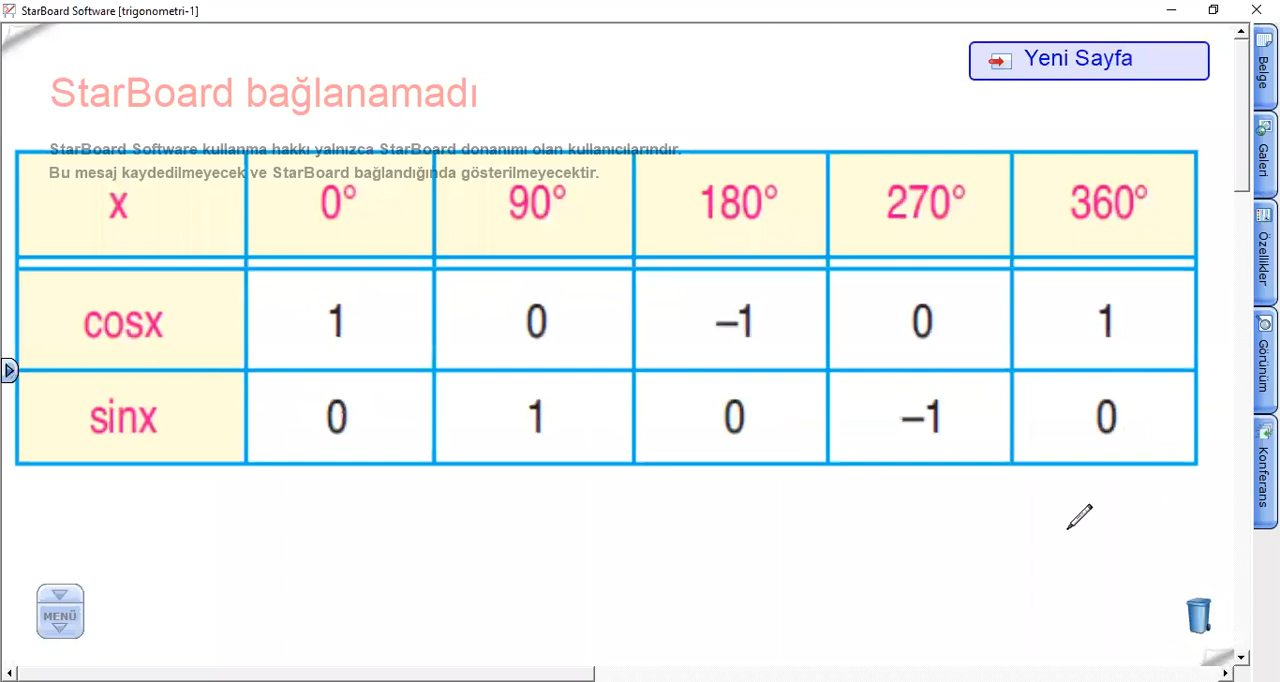 StarBoard Software [trigonometri-1]
Yeni Sayfa
StarBoard bağlanamadı
StarBoard Software kullanma hakkı yalnızca StarBoard donanımı olan kullanıcılarındır.
Bu mesaj kaydedilmeyecek ve StarBoard bağlandığında gösterilmeyecektir.
x 0° 90° 180° 270° 360°
cosx 1 0 –1 0 1
sinx 0 1 0 –1 0
MENÜ
Belge
Galeri
Özellikler
Görünüm
Konferans